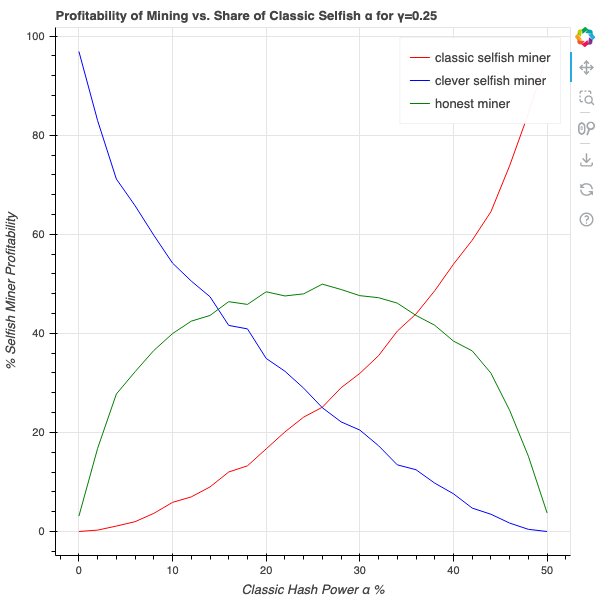 Profitability of Mining vs. Share of Classic Selfish α for γ=0.25
classic selfish miner
clever selfish miner
honest miner
% Selfish Miner Profitability
100
80
60
40
20
0
0 10 20 30 40 50
Classic Hash Power α %